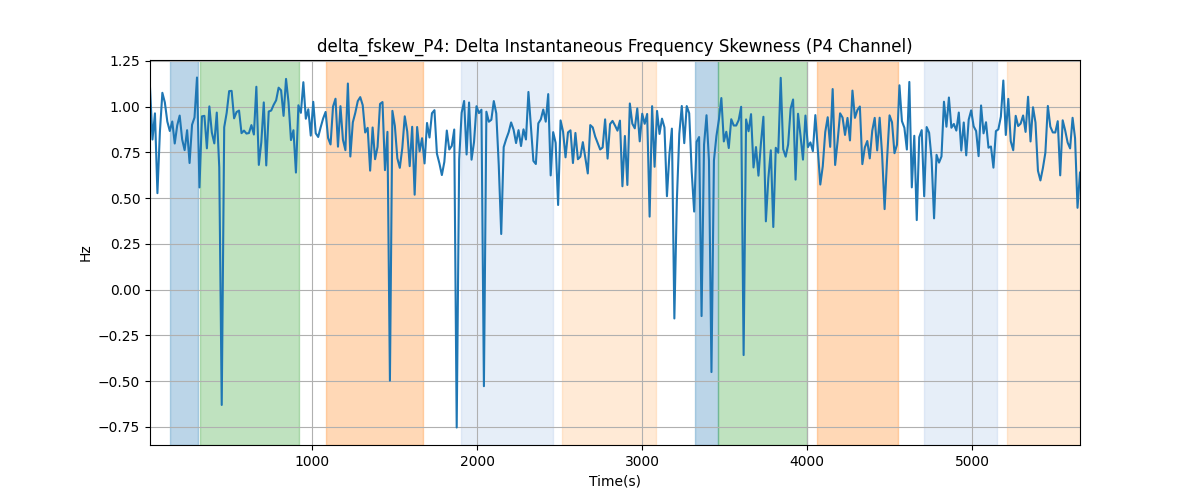 delta_fskew_P4: Delta Instantaneous Frequency Skewness (P4 Channel)
1.25
1.00
0.75
0.50
0.25
0.00
−0.25
−0.50
−0.75
Hz
1000 2000 3000 4000 5000
Time(s)